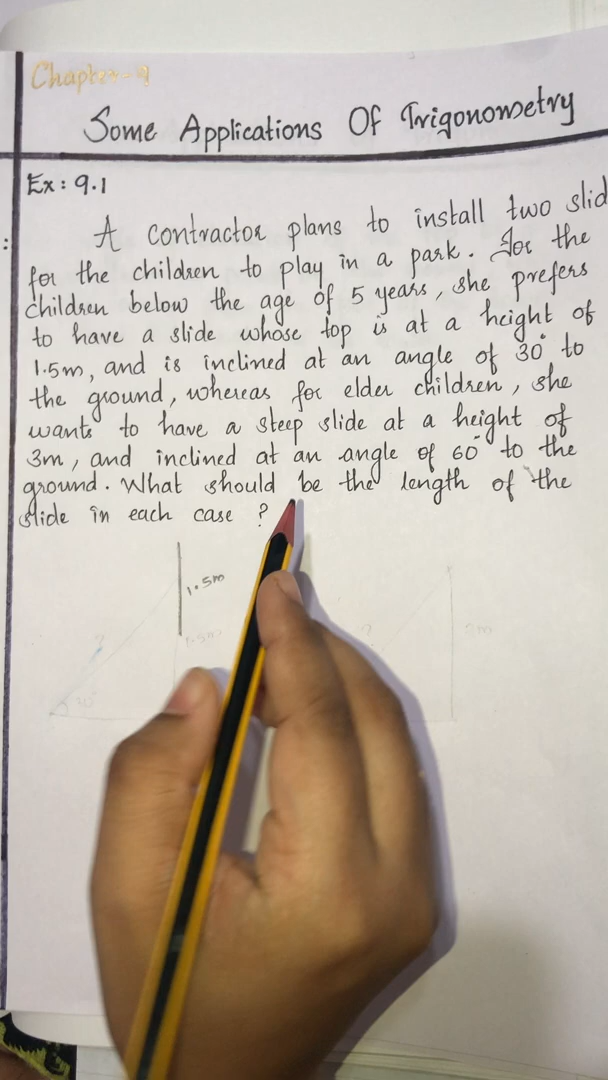 Chapter-9
Some Applications Of Trigonometry
Ex: 9.1
:
A contractor plans to install two slid
for the children to play in a park. For the
children below the age of 5 years, she prefers
to have a slide whose top is at a height of
1.5m, and is inclined at an angle of 30° to
the ground, whereas for elder children, she
wants to have a steep slide at a height of
3m, and inclined at an angle of 60° to the
ground. What should be the length of the
slide in each case ?
1.5m
1.5m
?
?
3m
30°